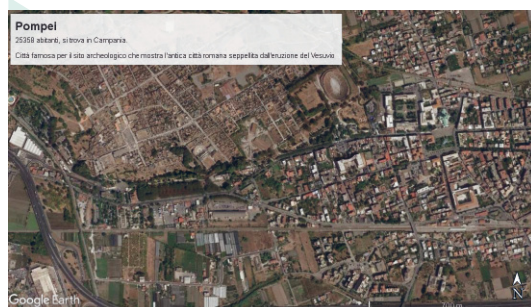 Pompei
25358 abitanti, si trova in Campania.
Città famosa per il sito archeologico che mostra l'antica città romana seppellita dall'eruzione del Vesuvio
Google Earth